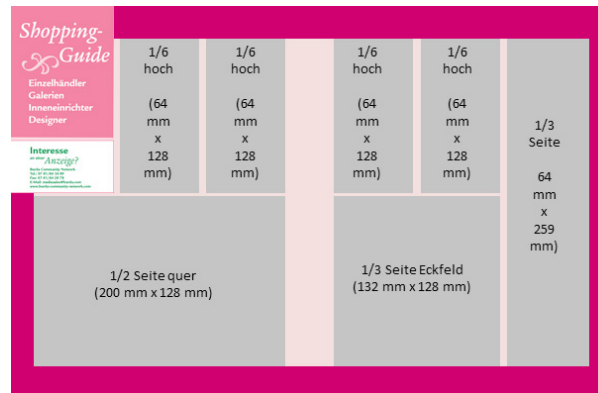 Shopping-
Guide
Einzelhändler
Galerien
Inneneinrichter
Designer
Interesse
an einer Anzeige?
1/6
hoch
(64
mm
x
128
mm)
1/6
hoch
(64
mm
x
128
mm)
1/6
hoch
(64
mm
x
128
mm)
1/6
hoch
(64
mm
x
128
mm)
1/3
Seite
64
mm
x
259
mm)
1/2 Seite quer
(200 mm x 128 mm)
1/3 Seite Eckfeld
(132 mm x 128 mm)